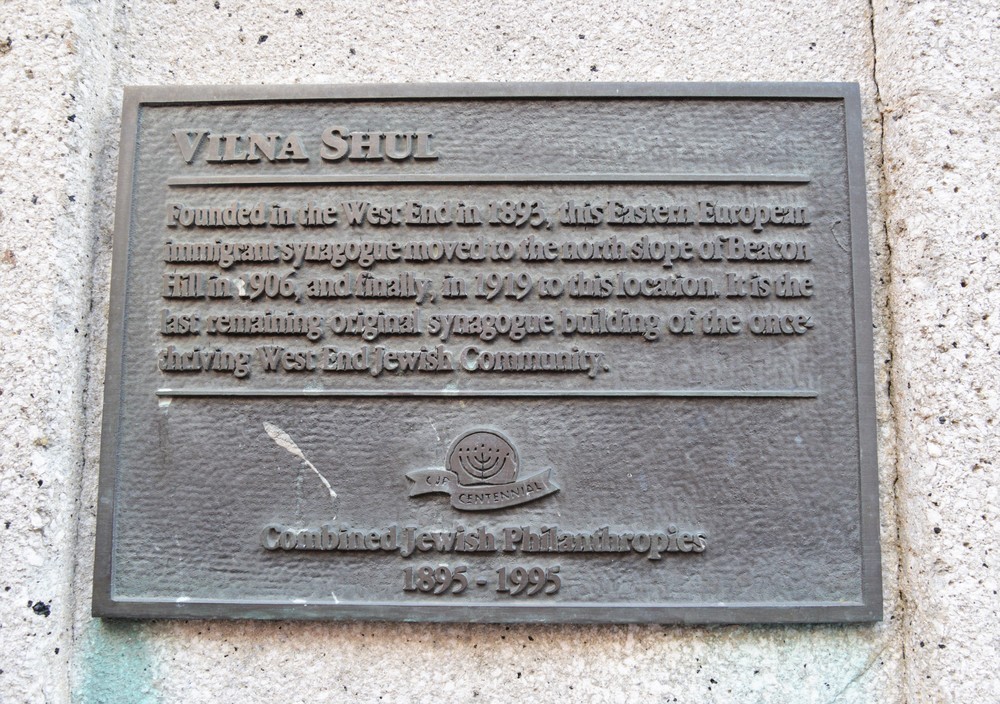 VILNA SHUL
Founded in the West End in 1893, this Eastern European
immigrant synagogue moved to the north slope of Beacon
Hill in 1906, and finally, in 1919 to this location. It is the
last remaining original synagogue building of the once-
thriving West End Jewish Community.
CJP CENTENNIAL
Combined Jewish Philanthropies
1895 - 1995